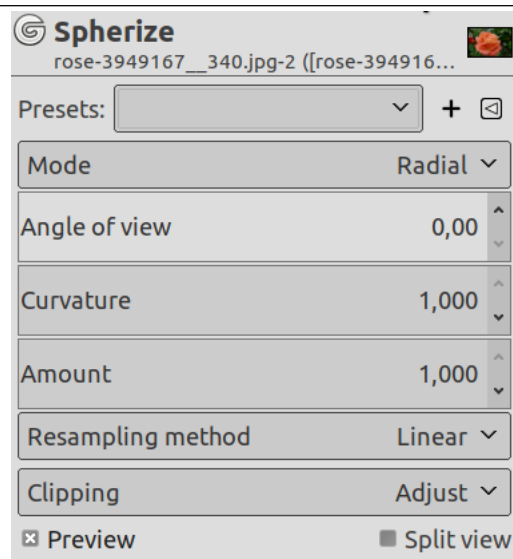 Spherize
rose-3949167__340.jpg-2 ([rose-394916...
Presets:
Mode Radial
Angle of view 0,00
Curvature 1,000
Amount 1,000
Resampling method Linear
Clipping Adjust
Preview Split view